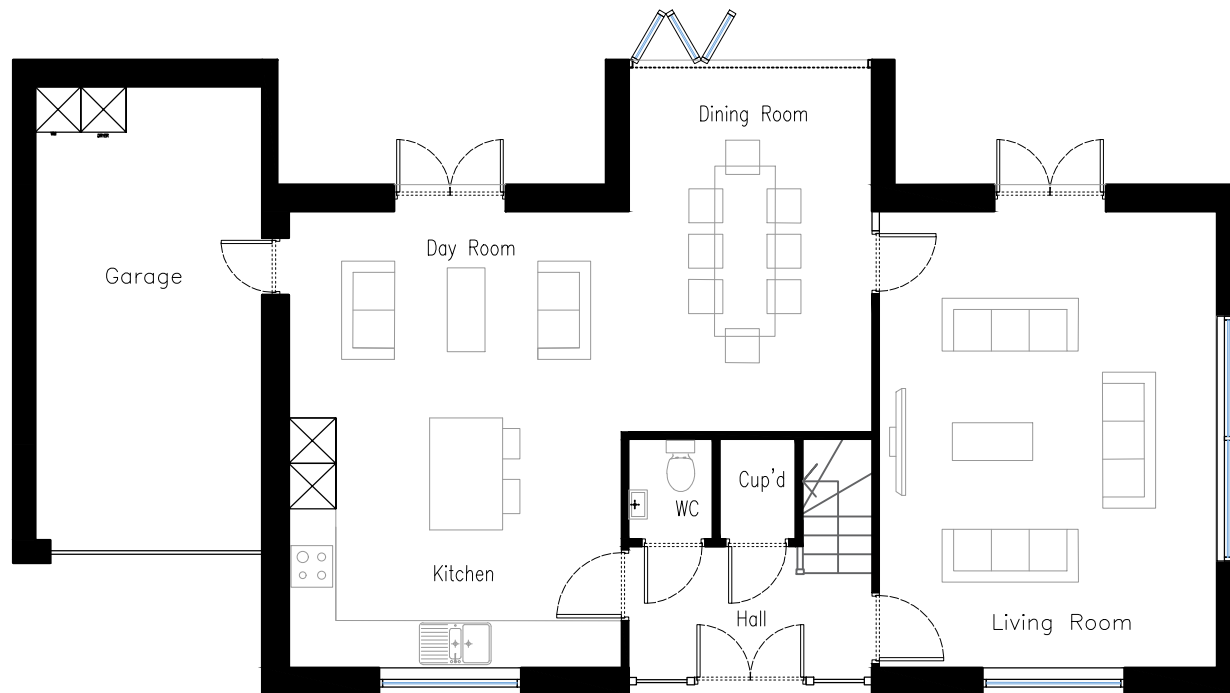 Dining Room
Day Room
Garage
Cup'd
WC
Kitchen
Hall
Living Room